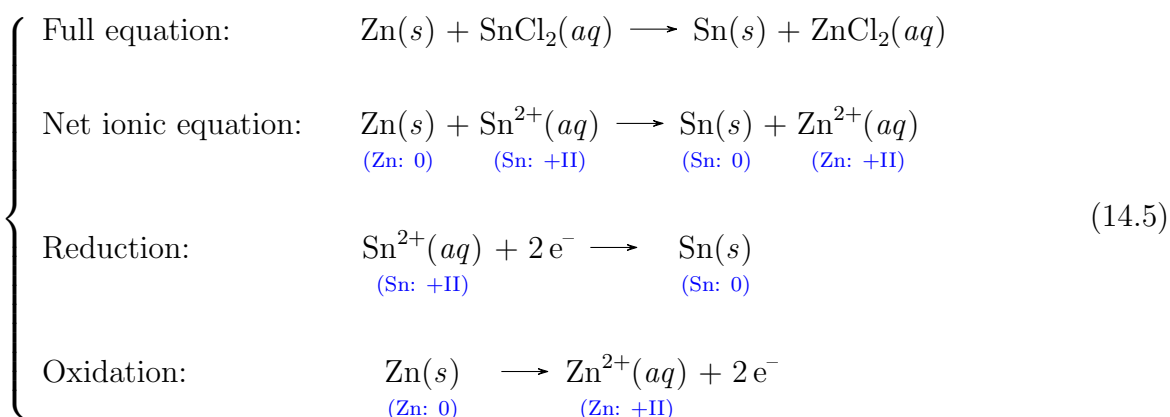 Full equation: Zn(s) + SnCl₂(aq) ⟶ Sn(s) + ZnCl₂(aq)
Net ionic equation: Zn(s) + Sn²⁺(aq) ⟶ Sn(s) + Zn²⁺(aq)
(Zn: 0) (Sn: +II) (Sn: 0) (Zn: +II)
(14.5)
Reduction: Sn²⁺(aq) + 2 e⁻ ⟶ Sn(s)
(Sn: +II) (Sn: 0)
Oxidation: Zn(s) ⟶ Zn²⁺(aq) + 2 e⁻
(Zn: 0) (Zn: +II)